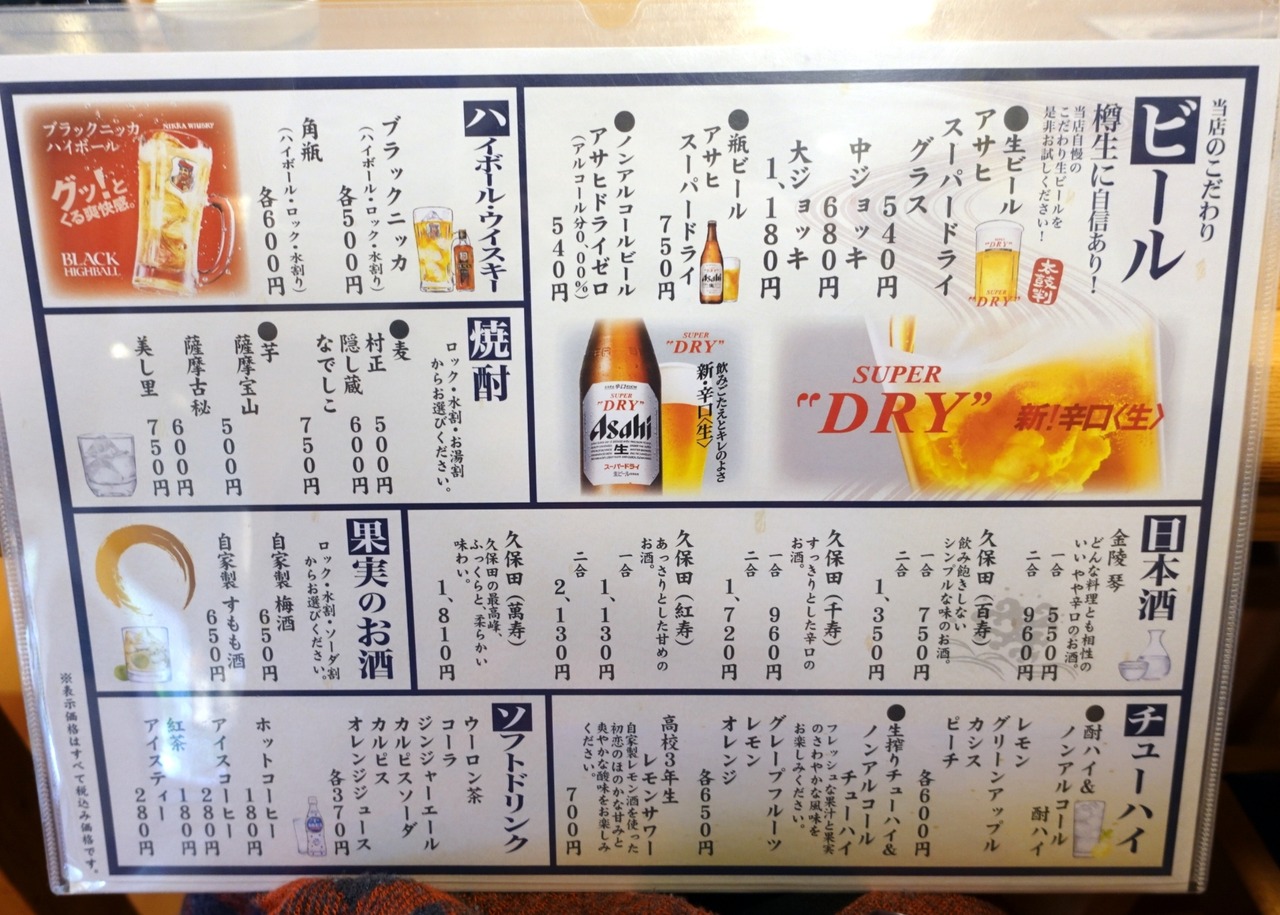 当店のこだわり
ビール
樽生に自信あり！
当店自慢の
こだわり生ビールを
是非お試しください！
太鼓判
●生ビール
アサヒ
スーパードライ
グラス
540円
中ジョッキ
680円
大ジョッキ
1,180円
●瓶ビール
アサヒ
スーパードライ
750円
●ノンアルコールビール
アサヒドライゼロ
(アルコール分0.00%)
540円
"DRY"
SUPER
"DRY"
SUPER
"DRY"
新!辛口〈生〉
SUPER
"DRY"
飲みごたえとキレのよさ
新・辛口〈生〉
SUPER
"DRY"
Asahi
生
スーパードライ
Asahi
ハイボール・ウイスキー
ブラックニッカ
(ハイボール・ロック・水割り)
各500円
角瓶
(ハイボール・ロック・水割り)
各600円
ブラックニッカ
ハイボール
NIKKA WHISKY
グッ!と
くる爽快感。
BLACK
HIGHBALL
焼酎
ロック・水割・お湯割
からお選びください。
●麦
村正
500円
隠し蔵
600円
なでしこ
750円
●芋
薩摩宝山
500円
薩摩古秘
600円
美し里
750円
日本酒
金陵 琴
どんな料理とも相性の
いい やや辛口のお酒。
一合 550円
二合 960円
久保田(百寿)
飲み飽きしない
シンプルな味のお酒。
一合 750円
二合 1,350円
久保田(千寿)
すっきりとした辛口の
お酒。
一合 960円
二合 1,720円
久保田(紅寿)
あっさりとした甘めの
お酒。
一合 1,130円
二合 2,130円
久保田(萬寿)
久保田の最高峰、
ふっくらと、柔らかい
味わい。
1,810円
果実のお酒
ロック・水割・ソーダ割
からお選びください。
自家製 梅酒
650円
自家製 すもも酒
650円
チューハイ
●酎ハイ&
ノンアルコール
酎ハイ
レモン
グリーンアップル
カシス
ピーチ
各600円
●生搾りチューハイ&
ノンアルコール
チューハイ
フレッシュな果汁と果実
のさわやかな風味を
お楽しみください。
グレープフルーツ
レモン
オレンジ
各650円
高校3年生
レモンサワー
自家製レモン酒を使った
初恋のほのかな甘みと
爽やかな酸味をお楽しみ
ください。
700円
ソフトドリンク
ウーロン茶
コーラ
ジンジャーエール
カルピスソーダ
カルピス
オレンジジュース
各370円
ホットコーヒー
180円
アイスコーヒー
280円
紅茶
180円
アイスティー
280円
※表示価格はすべて税込み価格です。